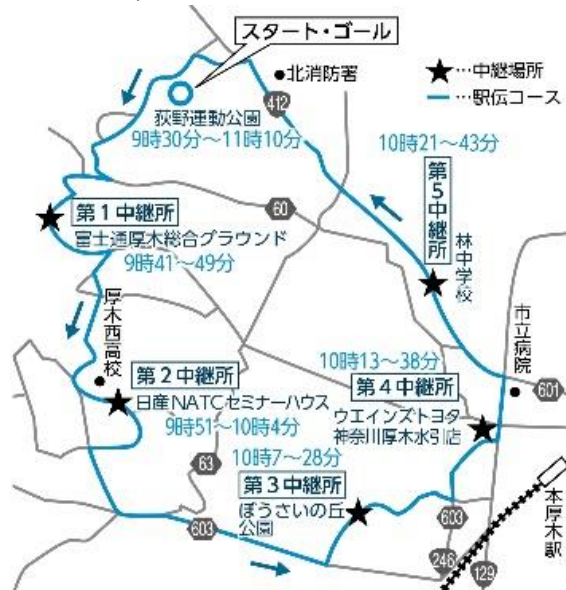 スタート・ゴール
北消防署
★…中継場所
―…駅伝コース
412
荻野運動公園
9時30分～11時10分
10時21～43分
第5中継所
林中学校
60
第1中継所
富士通厚木総合グラウンド
9時41～49分
厚木西高校
市立病院
第2中継所
日産NATCセミナーハウス
9時51～10時4分
10時13～38分
第4中継所
ウエインズトヨタ
神奈川厚木水引店
601
63
10時7～28分
第3中継所
ぼうさいの丘
公園
603
603
246
129
本厚木駅